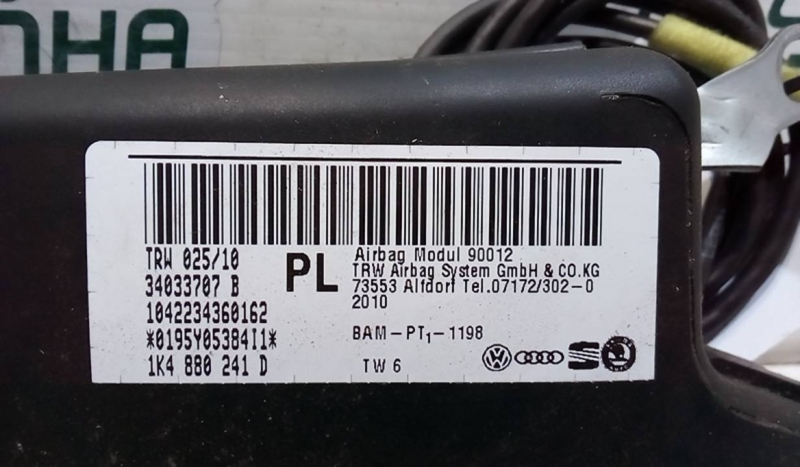 TRW 025/10
34033707 B
1042234360162
*0195Y05384I1*
1K4 880 241 D
PL
Airbag Modul 90012
TRW Airbag System GmbH & CO.KG
73553 Alfdorf Tel.07172/302-0
2010
BAM-PT1-1198
TW 6